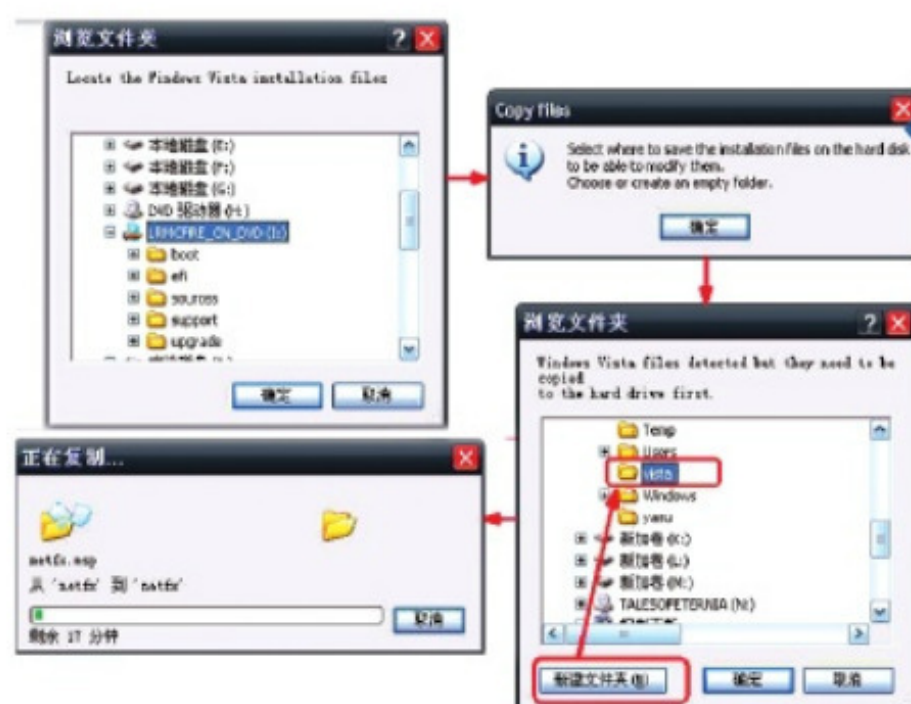 浏览文件夹
Locate the Windows Vista installation files
本地磁盘 (E:)
本地磁盘 (F:)
本地磁盘 (G:)
DVD 驱动器 (H:)
LRMCFRE_CN_DVD (I:)
boot
efi
sources
support
upgrade
确定
取消
Copy files
Select where to save the installation files on the hard disk
to be able to modify them.
Choose or create an empty folder.
确定
浏览文件夹
Windows Vista files detected but they need to be
copied
to the hard drive first.
Temp
Users
vista
Windows
yasu
新加卷 (K:)
新加卷 (L:)
新加卷 (M:)
TALESOFETERNIA (N:)
新建文件夹(N)
确定
取消
正在复制...
netfx.msp
从 'netfx' 到 'netfx'
取消
剩余 17 分钟